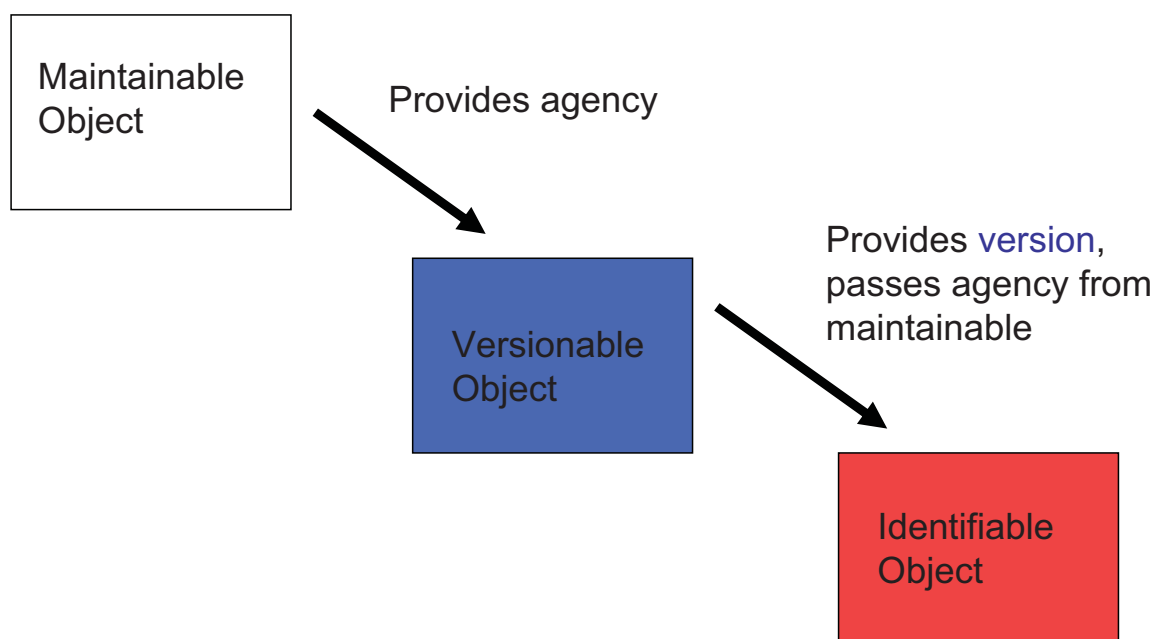 Maintainable
Object
Provides agency
Provides version,
passes agency from
maintainable
Versionable
Object
Identifiable
Object